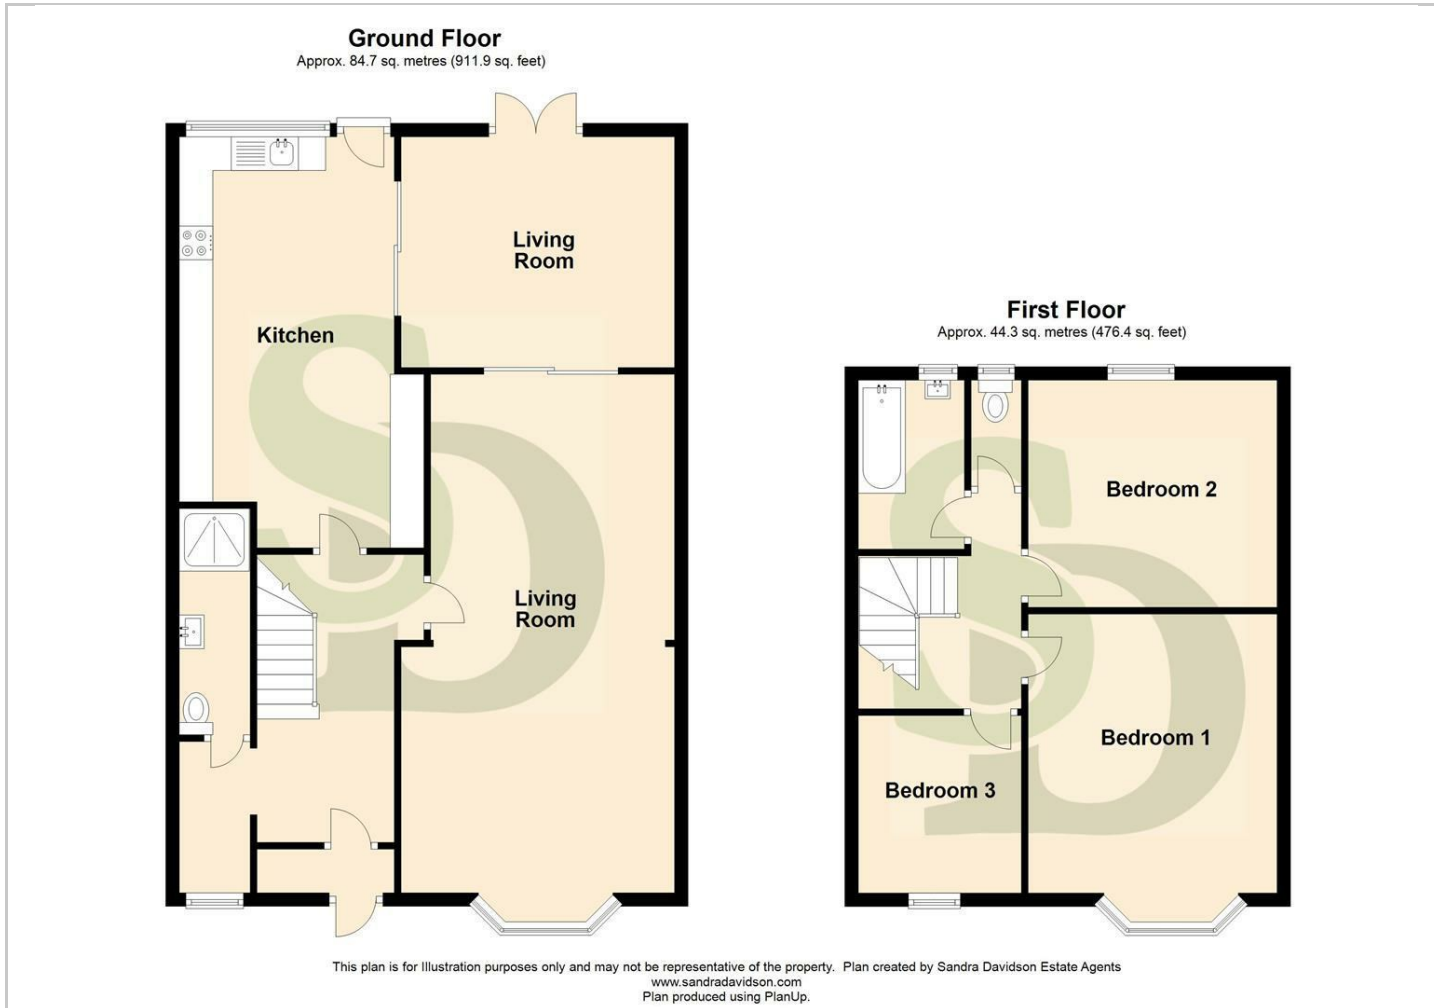 Ground Floor
Approx. 84.7 sq. metres (911.9 sq. feet)
Living
Room
Kitchen
Living
Room
First Floor
Approx. 44.3 sq. metres (476.4 sq. feet)
Bedroom 2
Bedroom 1
Bedroom 3
This plan is for Illustration purposes only and may not be representative of the property. Plan created by Sandra Davidson Estate Agents
www.sandradavidson.com
Plan produced using PlanUp.